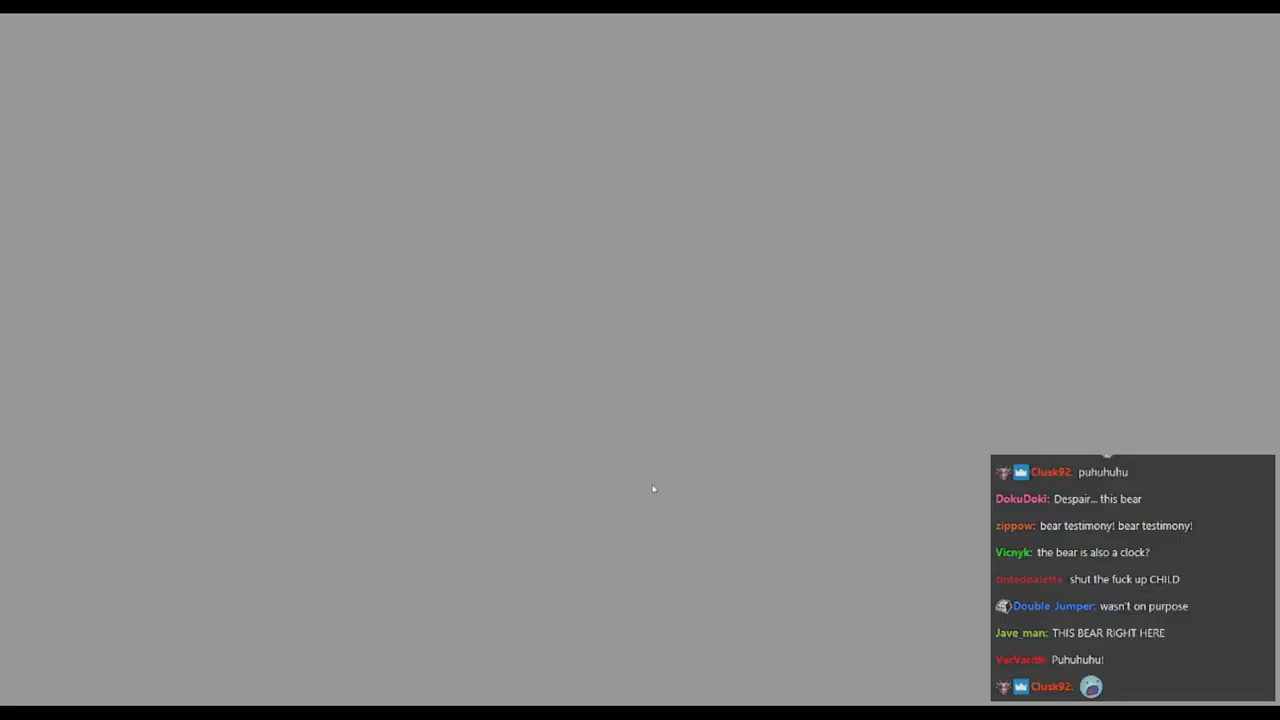 Clusk92: puhuhuhu
DokuDoki: Despair... this bear
zippow: bear testimony! bear testimony!
Vicnyk: the bear is also a clock?
tintedpalette: shut the fuck up CHILD
Double Jumper: wasn't on purpose
Jave_man: THIS BEAR RIGHT HERE
VarVarith: Puhuhuhu!
Clusk92: